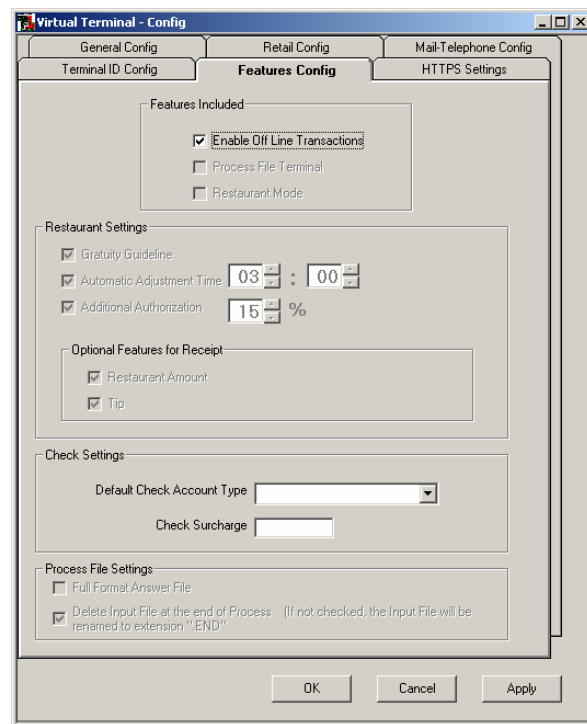 Virtual Terminal - Config
General Config
Retail Config
Mail-Telephone Config
Terminal ID Config
Features Config
HTTPS Settings
Features Included
Enable Off Line Transactions
Process File Terminal
Restaurant Mode
Restaurant Settings
Gratuity Guideline
Automatic Adjustment Time 03 : 00
Additional Authorization 15 %
Optional Features for Receipt
Restaurant Amount
Tip
Check Settings
Default Check Account Type
Check Surcharge
Process File Settings
Full Format Answer File
Delete Input File at the end of Process (If not checked, the Input File will be
renamed to extension ".END"
OK
Cancel
Apply